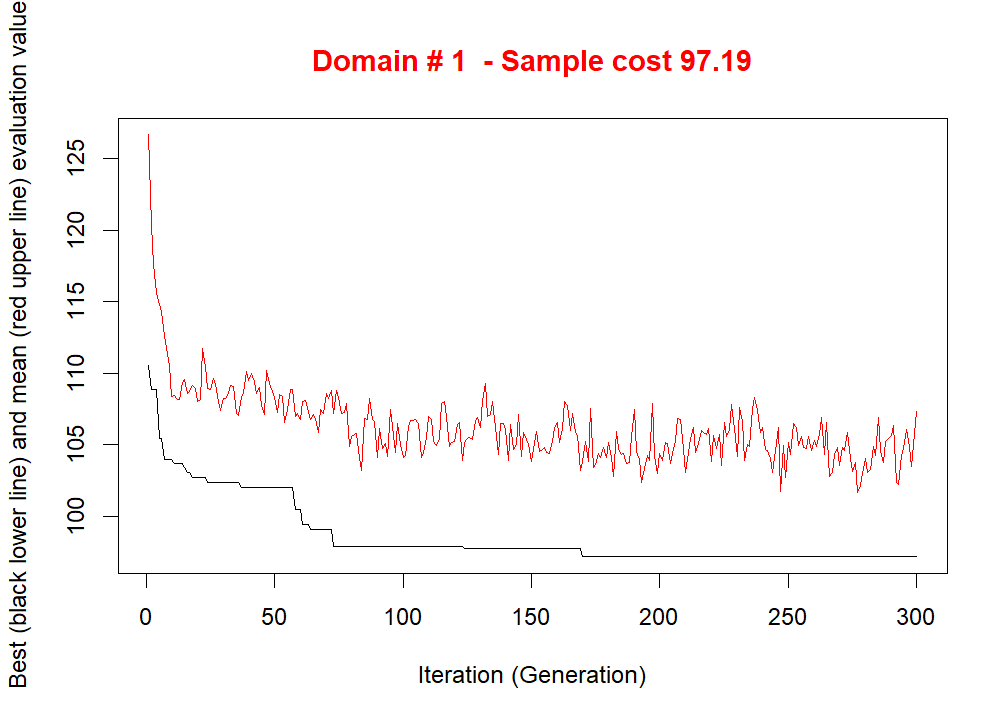 Domain # 1  - Sample cost 97.19
Best (black lower line) and mean (red upper line) evaluation value
125
120
115
110
105
100
0 50 100 150 200 250 300
Iteration (Generation)